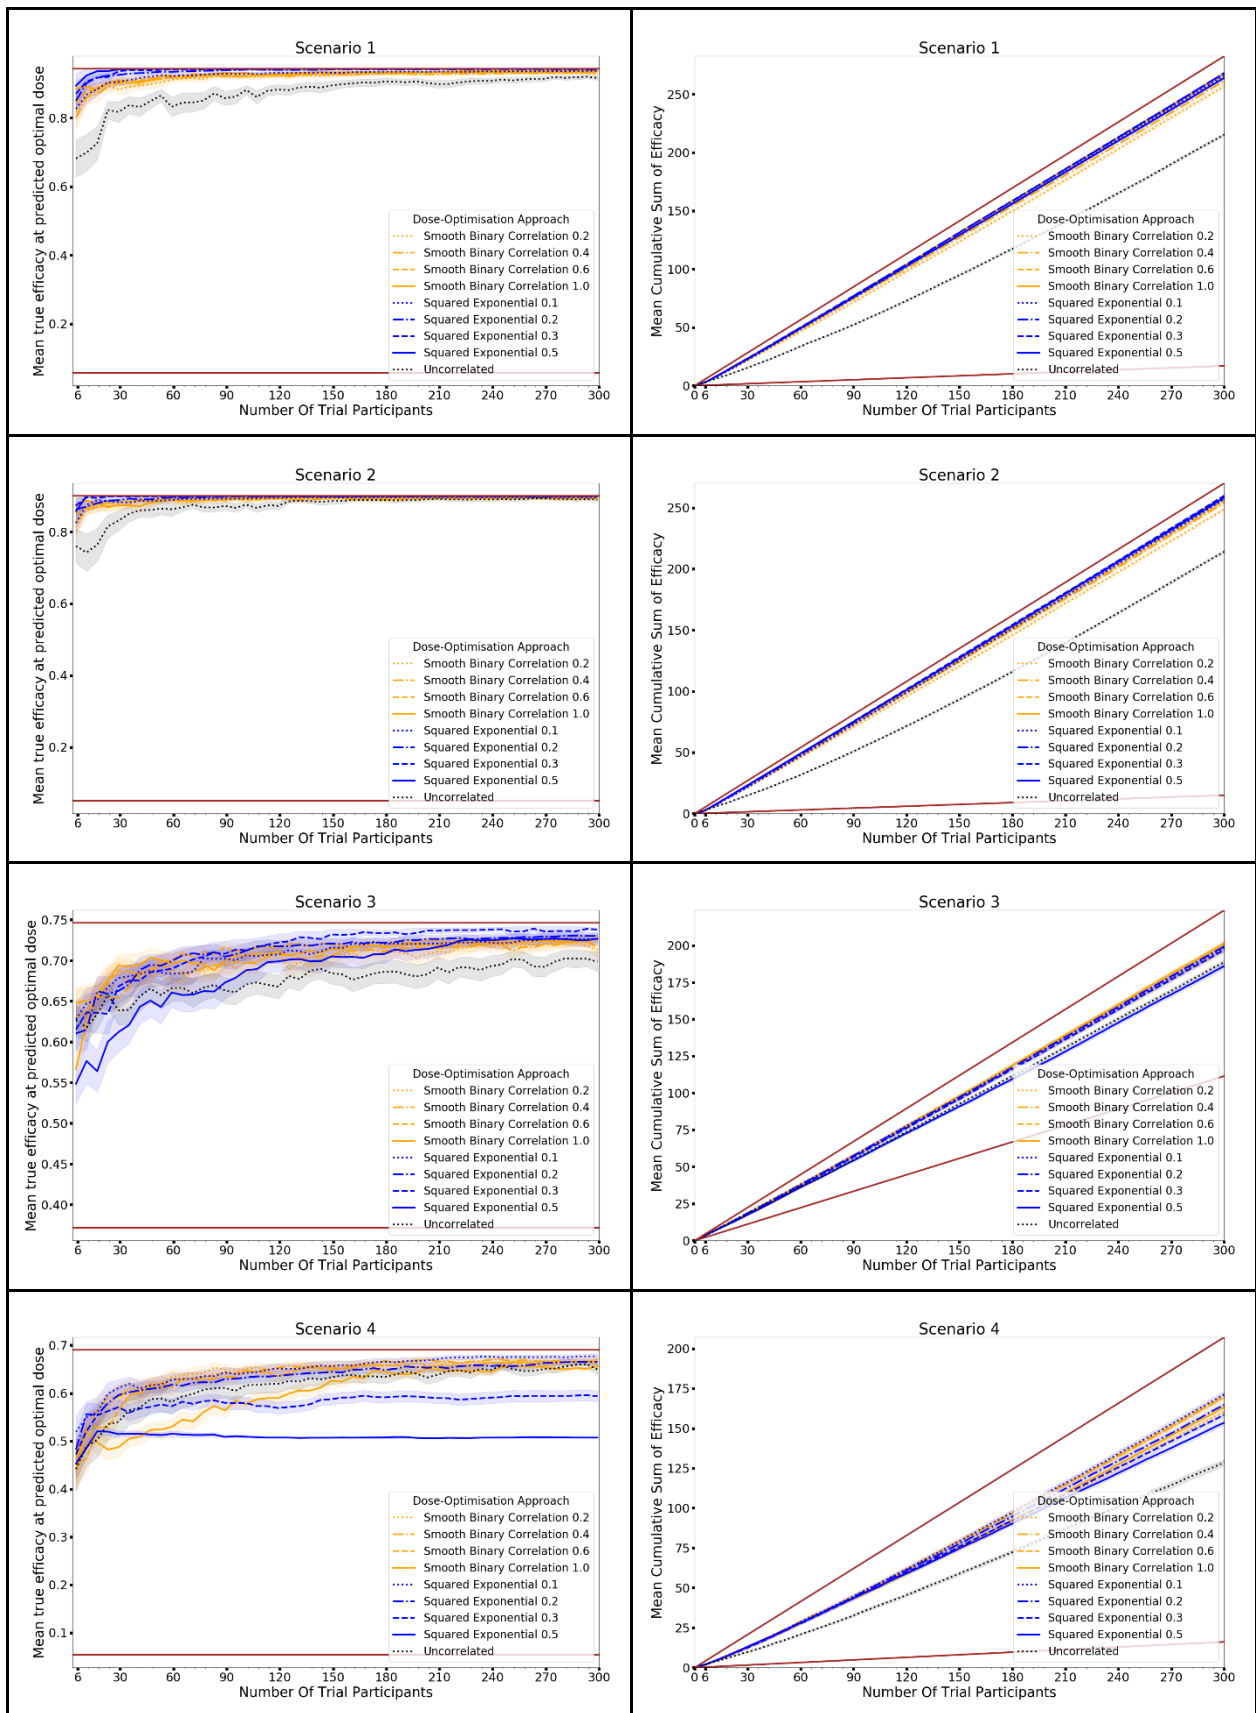 Scenario 1
Mean true efficacy at predicted optimal dose
0.8
0.6
0.4
0.2
Dose-Optimisation Approach
Smooth Binary Correlation 0.2
Smooth Binary Correlation 0.4
Smooth Binary Correlation 0.6
Smooth Binary Correlation 1.0
Squared Exponential 0.1
Squared Exponential 0.2
Squared Exponential 0.3
Squared Exponential 0.5
Uncorrelated
6 30 60 90 120 150 180 210 240 270 300
Number Of Trial Participants
Scenario 1
Mean Cumulative Sum of Efficacy
250
200
150
100
50
0
Dose-Optimisation Approach
Smooth Binary Correlation 0.2
Smooth Binary Correlation 0.4
Smooth Binary Correlation 0.6
Smooth Binary Correlation 1.0
Squared Exponential 0.1
Squared Exponential 0.2
Squared Exponential 0.3
Squared Exponential 0.5
Uncorrelated
0 6 30 60 90 120 150 180 210 240 270 300
Number Of Trial Participants
Scenario 2
Mean true efficacy at predicted optimal dose
0.8
0.6
0.4
0.2
Dose-Optimisation Approach
Smooth Binary Correlation 0.2
Smooth Binary Correlation 0.4
Smooth Binary Correlation 0.6
Smooth Binary Correlation 1.0
Squared Exponential 0.1
Squared Exponential 0.2
Squared Exponential 0.3
Squared Exponential 0.5
Uncorrelated
6 30 60 90 120 150 180 210 240 270 300
Number Of Trial Participants
Scenario 2
Mean Cumulative Sum of Efficacy
250
200
150
100
50
0
Dose-Optimisation Approach
Smooth Binary Correlation 0.2
Smooth Binary Correlation 0.4
Smooth Binary Correlation 0.6
Smooth Binary Correlation 1.0
Squared Exponential 0.1
Squared Exponential 0.2
Squared Exponential 0.3
Squared Exponential 0.5
Uncorrelated
0 6 30 60 90 120 150 180 210 240 270 300
Number Of Trial Participants
Scenario 3
Mean true efficacy at predicted optimal dose
0.75
0.70
0.65
0.60
0.55
0.50
0.45
0.40
Dose-Optimisation Approach
Smooth Binary Correlation 0.2
Smooth Binary Correlation 0.4
Smooth Binary Correlation 0.6
Smooth Binary Correlation 1.0
Squared Exponential 0.1
Squared Exponential 0.2
Squared Exponential 0.3
Squared Exponential 0.5
Uncorrelated
6 30 60 90 120 150 180 210 240 270 300
Number Of Trial Participants
Scenario 3
Mean Cumulative Sum of Efficacy
200
175
150
125
100
75
50
25
0
Dose-Optimisation Approach
Smooth Binary Correlation 0.2
Smooth Binary Correlation 0.4
Smooth Binary Correlation 0.6
Smooth Binary Correlation 1.0
Squared Exponential 0.1
Squared Exponential 0.2
Squared Exponential 0.3
Squared Exponential 0.5
Uncorrelated
0 6 30 60 90 120 150 180 210 240 270 300
Number Of Trial Participants
Scenario 4
Mean true efficacy at predicted optimal dose
0.7
0.6
0.5
0.4
0.3
0.2
0.1
Dose-Optimisation Approach
Smooth Binary Correlation 0.2
Smooth Binary Correlation 0.4
Smooth Binary Correlation 0.6
Smooth Binary Correlation 1.0
Squared Exponential 0.1
Squared Exponential 0.2
Squared Exponential 0.3
Squared Exponential 0.5
Uncorrelated
6 30 60 90 120 150 180 210 240 270 300
Number Of Trial Participants
Scenario 4
Mean Cumulative Sum of Efficacy
200
175
150
125
100
75
50
25
0
Dose-Optimisation Approach
Smooth Binary Correlation 0.2
Smooth Binary Correlation 0.4
Smooth Binary Correlation 0.6
Smooth Binary Correlation 1.0
Squared Exponential 0.1
Squared Exponential 0.2
Squared Exponential 0.3
Squared Exponential 0.5
Uncorrelated
0 6 30 60 90 120 150 180 210 240 270 300
Number Of Trial Participants